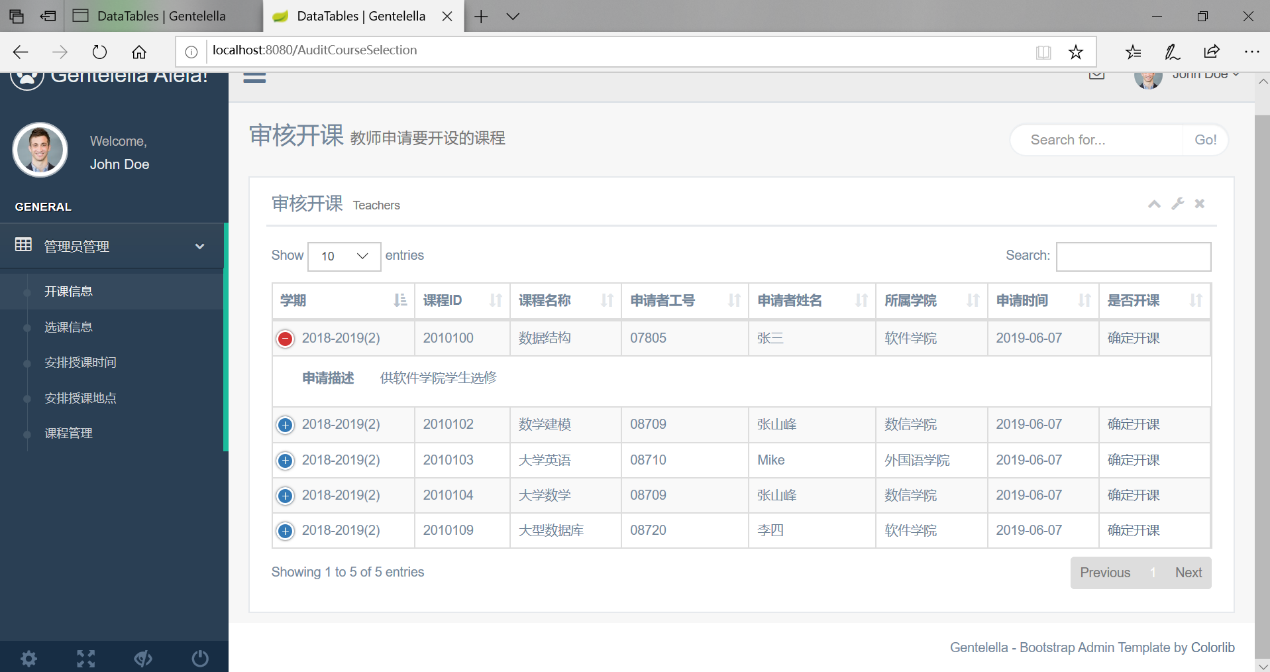 DataTables | Gentelella
DataTables | Gentelella
localhost:8080/AuditCourseSelection
Gentelella Alela!
John Doe
Welcome,
John Doe
GENERAL
管理员管理
开课信息
选课信息
安排授课时间
安排授课地点
课程管理
审核开课 教师申请要开设的课程
Search for... Go!
审核开课 Teachers
Show 10 entries Search:
学期 课程ID 课程名称 申请者工号 申请者姓名 所属学院 申请时间 是否开课
2018-2019(2) 2010100 数据结构 07805 张三 软件学院 2019-06-07 确定开课
申请描述 供软件学院学生选修
2018-2019(2) 2010102 数学建模 08709 张山峰 数信学院 2019-06-07 确定开课
2018-2019(2) 2010103 大学英语 08710 Mike 外国语学院 2019-06-07 确定开课
2018-2019(2) 2010104 大学数学 08709 张山峰 数信学院 2019-06-07 确定开课
2018-2019(2) 2010109 大型数据库 08720 李四 软件学院 2019-06-07 确定开课
Showing 1 to 5 of 5 entries Previous 1 Next
Gentelella - Bootstrap Admin Template by Colorlib